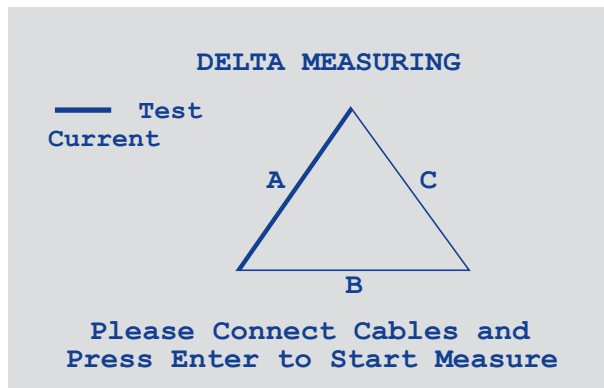 DELTA MEASURING
Test
Current
A
C
B
Please Connect Cables and
Press Enter to Start Measure